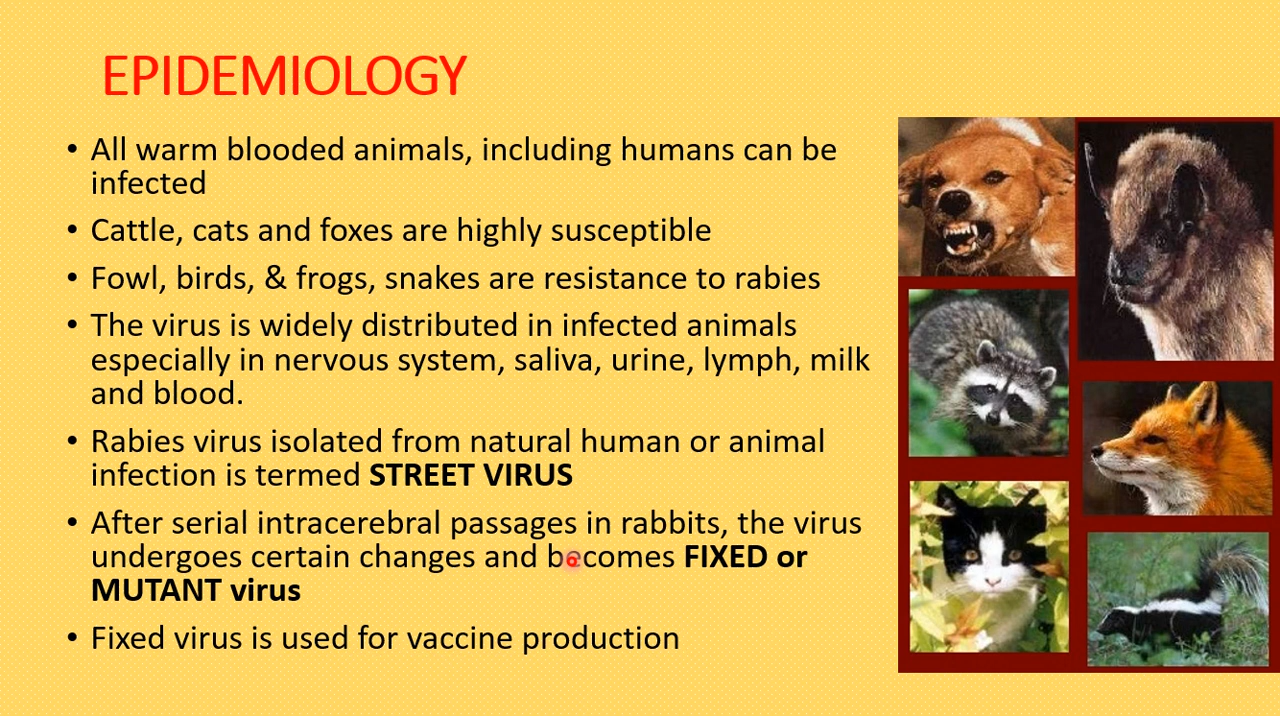 EPIDEMIOLOGY
• All warm blooded animals, including humans can be
infected
• Cattle, cats and foxes are highly susceptible
• Fowl, birds, & frogs, snakes are resistance to rabies
• The virus is widely distributed in infected animals
especially in nervous system, saliva, urine, lymph, milk
and blood.
• Rabies virus isolated from natural human or animal
infection is termed STREET VIRUS
• After serial intracerebral passages in rabbits, the virus
undergoes certain changes and becomes FIXED or
MUTANT virus
• Fixed virus is used for vaccine production